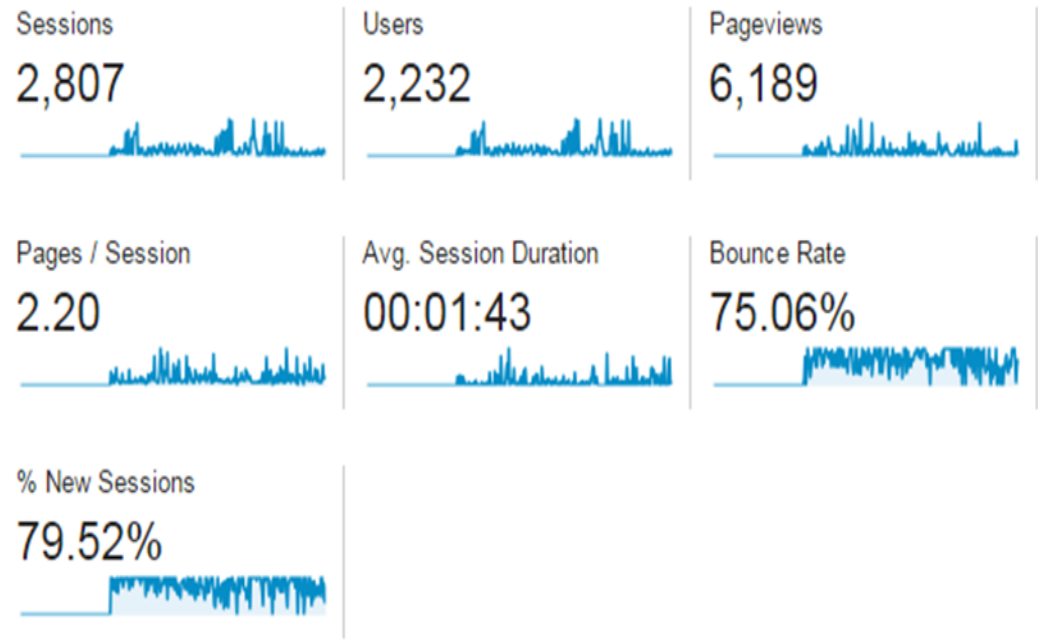 Sessions
2,807
Users
2,232
Pageviews
6,189
Pages / Session
2.20
Avg. Session Duration
00:01:43
Bounce Rate
75.06%
% New Sessions
79.52%